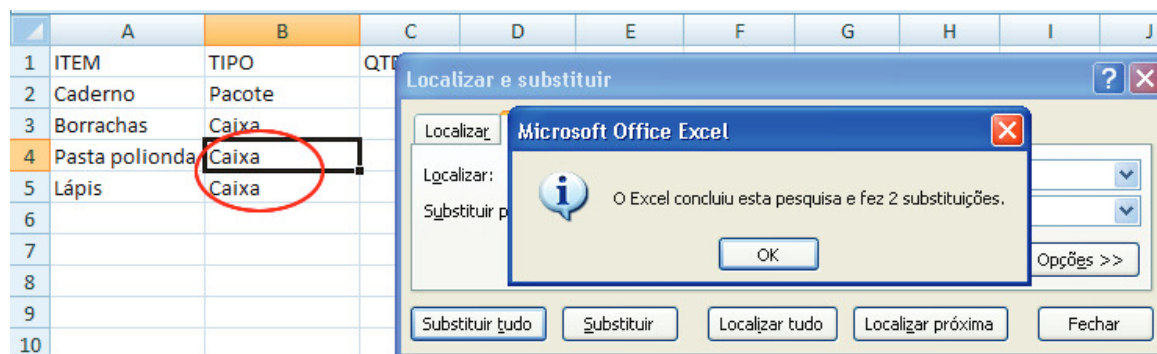 A B C D E F G H I J
1 ITEM TIPO QTD
2 Caderno Pacote
3 Borrachas Caixa
4 Pasta polionda Caixa
5 Lápis Caixa
6
7
8
9
10
Localizar e substituir
Localizar
Microsoft Office Excel
Localizar:
Substituir p
O Excel concluiu esta pesquisa e fez 2 substituições.
OK
Opções >>
Substituir tudo Substituir Localizar tudo Localizar próxima Fechar